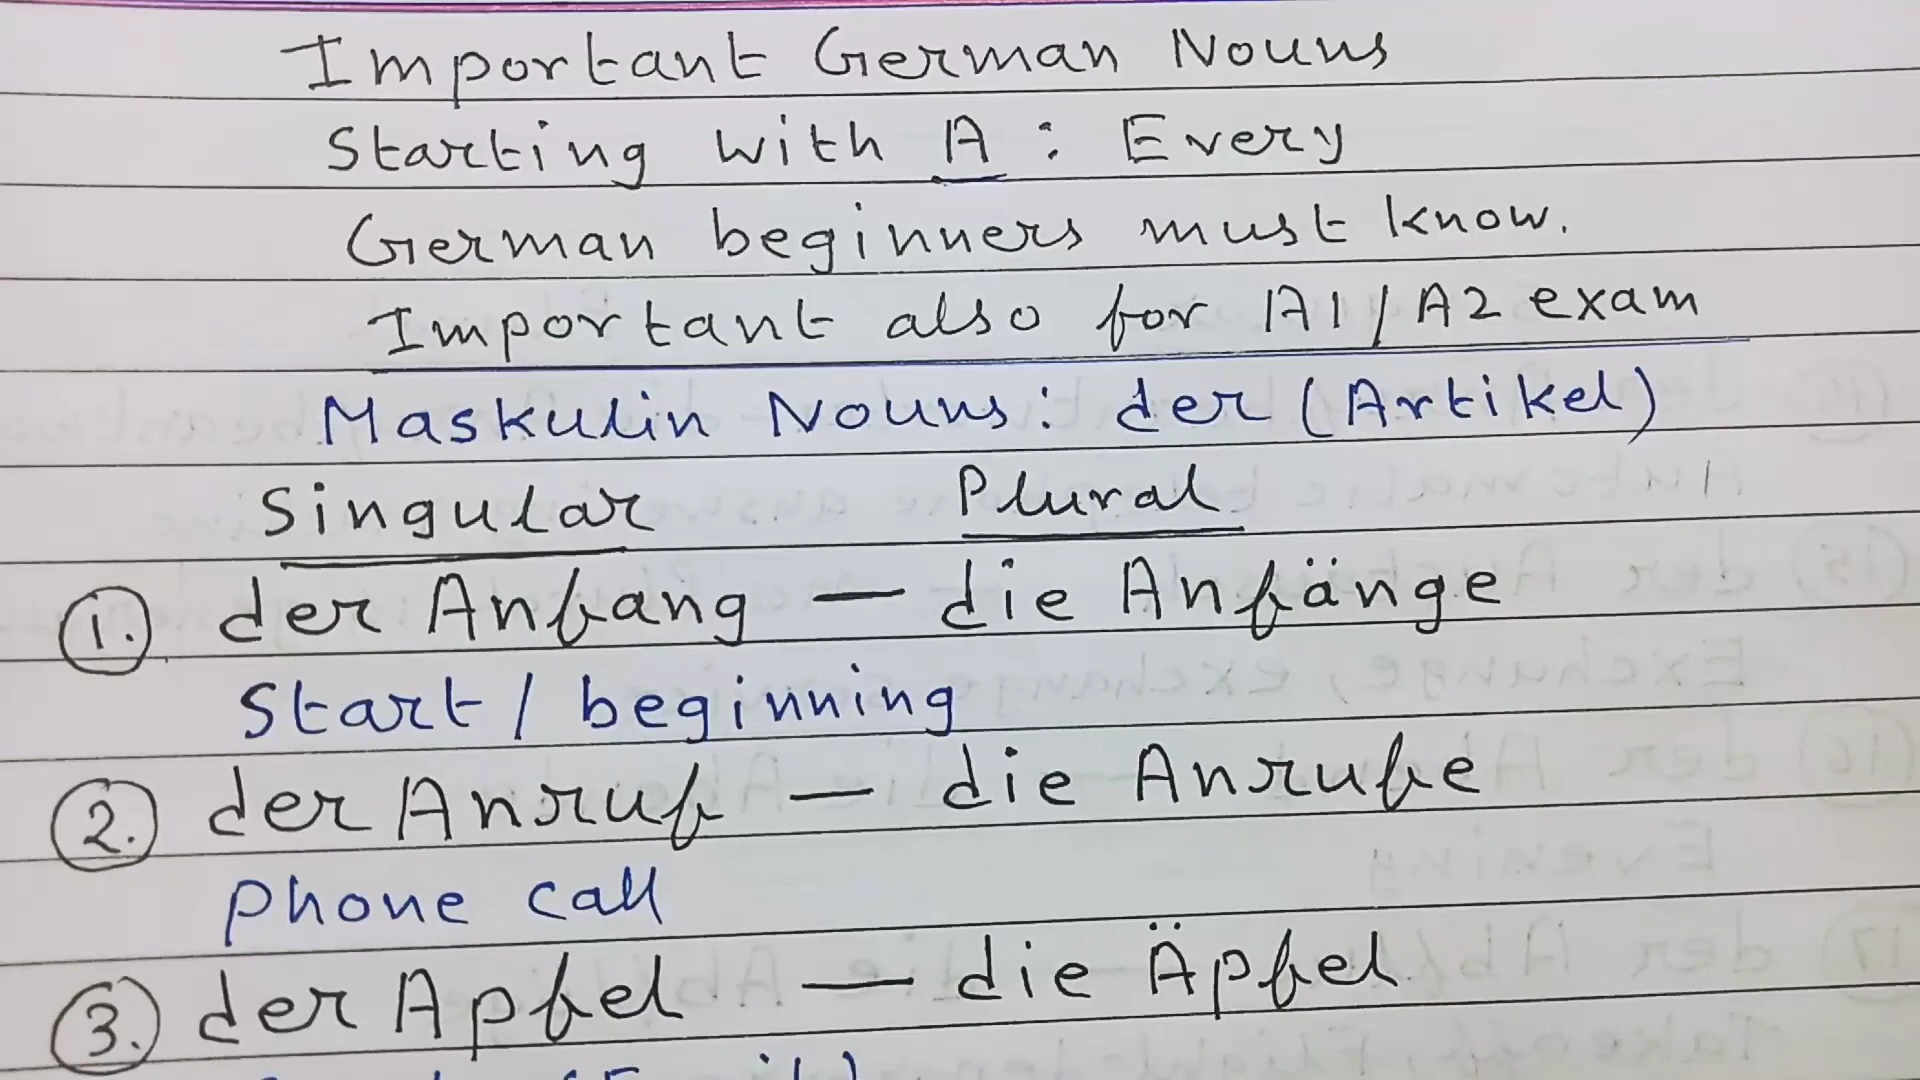 Important German Nouns
Starting with A : Every
German beginners must know.
Important also for A1/A2 exam
Maskulin Nouns: der (Artikel)
Singular Plural
1. der Anfang — die Anfänge
Start / beginning
2. der Anruf — die Anrufe
phone call
3. der Apfel — die Äpfel